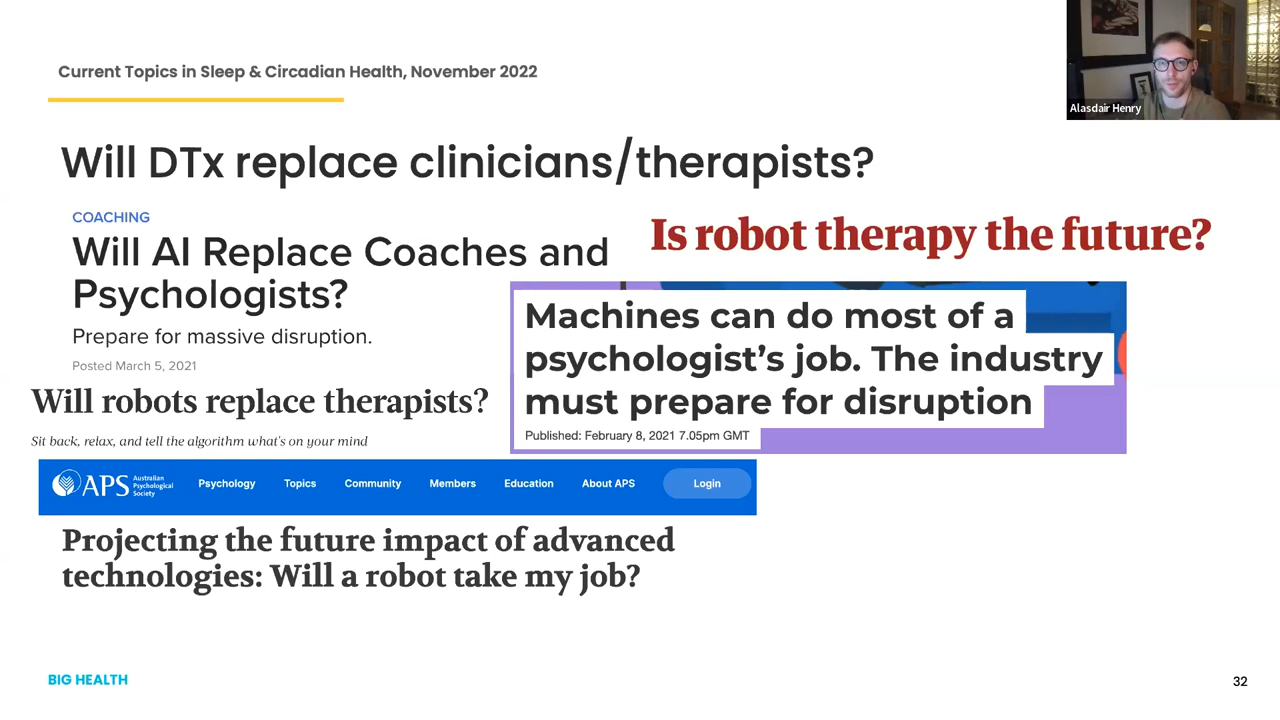 Current Topics in Sleep & Circadian Health, November 2022
Alasdair Henry
Will DTx replace clinicians/therapists?
COACHING
Will AI Replace Coaches and
Psychologists?
Prepare for massive disruption.
Posted March 5, 2021
Is robot therapy the future?
Machines can do most of a
psychologist’s job. The industry
must prepare for disruption
Published: February 8, 2021 7.05pm GMT
Will robots replace therapists?
Sit back, relax, and tell the algorithm what's on your mind
APS
Australian
Psychological
Society
Psychology Topics Community Members Education About APS Login
Projecting the future impact of advanced
technologies: Will a robot take my job?
BIG HEALTH
32